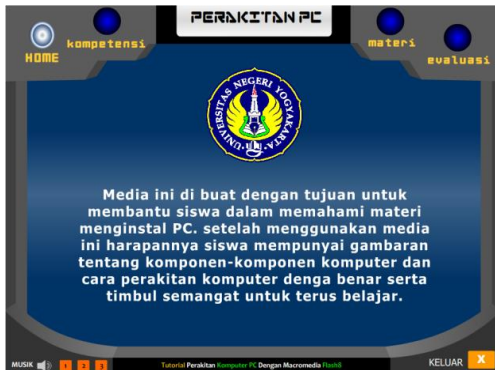 PERAKITAN PC
HOME
kompetensi
materi
evaluasi
UNIVERSITAS NEGERI YOGYAKARTA
Media ini di buat dengan tujuan untuk
membantu siswa dalam memahami materi
menginstal PC. setelah menggunakan media
ini harapannya siswa mempunyai gambaran
tentang komponen-komponen komputer dan
cara perakitan komputer denga benar serta
timbul semangat untuk terus belajar.
MUSIK 1 2 3
Tutorial Perakitan Komputer PC Dengan Macromedia Flash8
KELUAR X